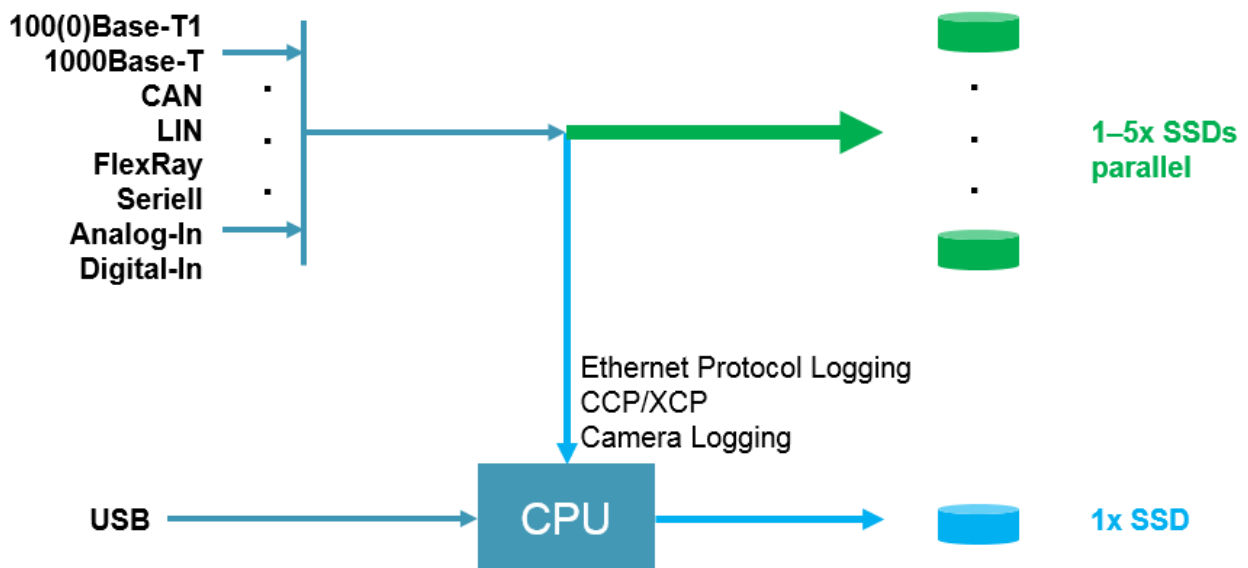 100(0)Base-T1
1000Base-T
CAN
LIN
FlexRay
Seriell
Analog-In
Digital-In
1–5x SSDs
parallel
Ethernet Protocol Logging
CCP/XCP
Camera Logging
USB
CPU
1x SSD